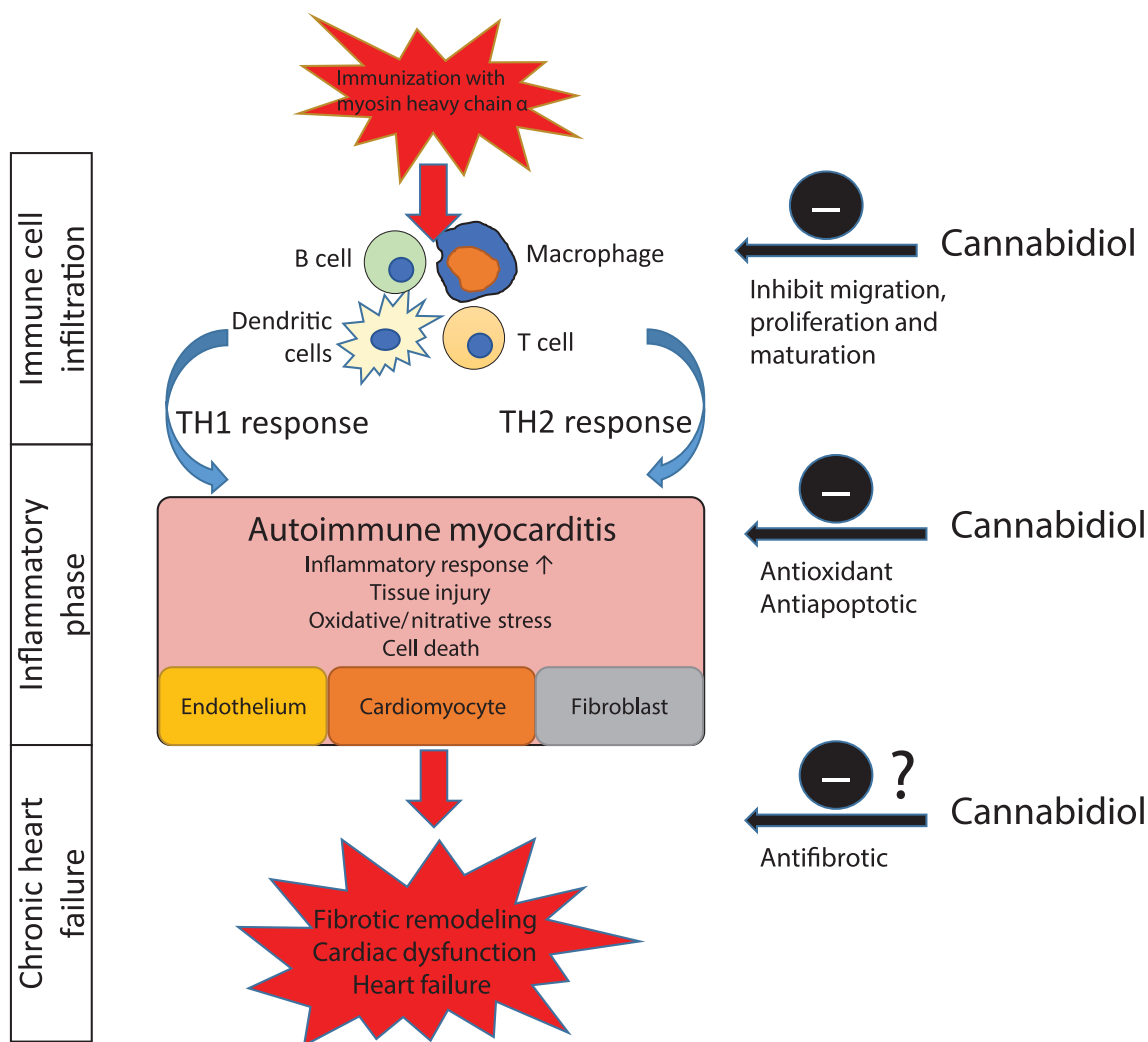 Immunization with
myosin heavy chain α
Immune cell
infiltration
B cell
Macrophage
Dendritic
cells
T cell
TH1 response
TH2 response
–
Cannabidiol
Inhibit migration,
proliferation and
maturation
Inflammatory
phase
Autoimmune myocarditis
Inflammatory response ↑
Tissue injury
Oxidative/ nitrative stress
Cell death
Endothelium
Cardiomyocyte
Fibroblast
–
Cannabidiol
Antioxidant
Antiapoptotic
Chronic heart
failure
Fibrotic remodeling
Cardiac dysfunction
Heart failure
– ?
Cannabidiol
Antifibrotic